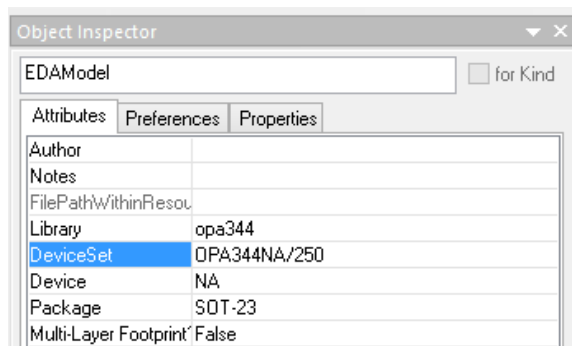 Object Inspector
EDAModel
for Kind
Attributes Preferences Properties
Author
Notes
FilePathWithinResou
Library opa344
DeviceSet OPA344NA/250
Device NA
Package SOT-23
Multi-Layer Footprint False